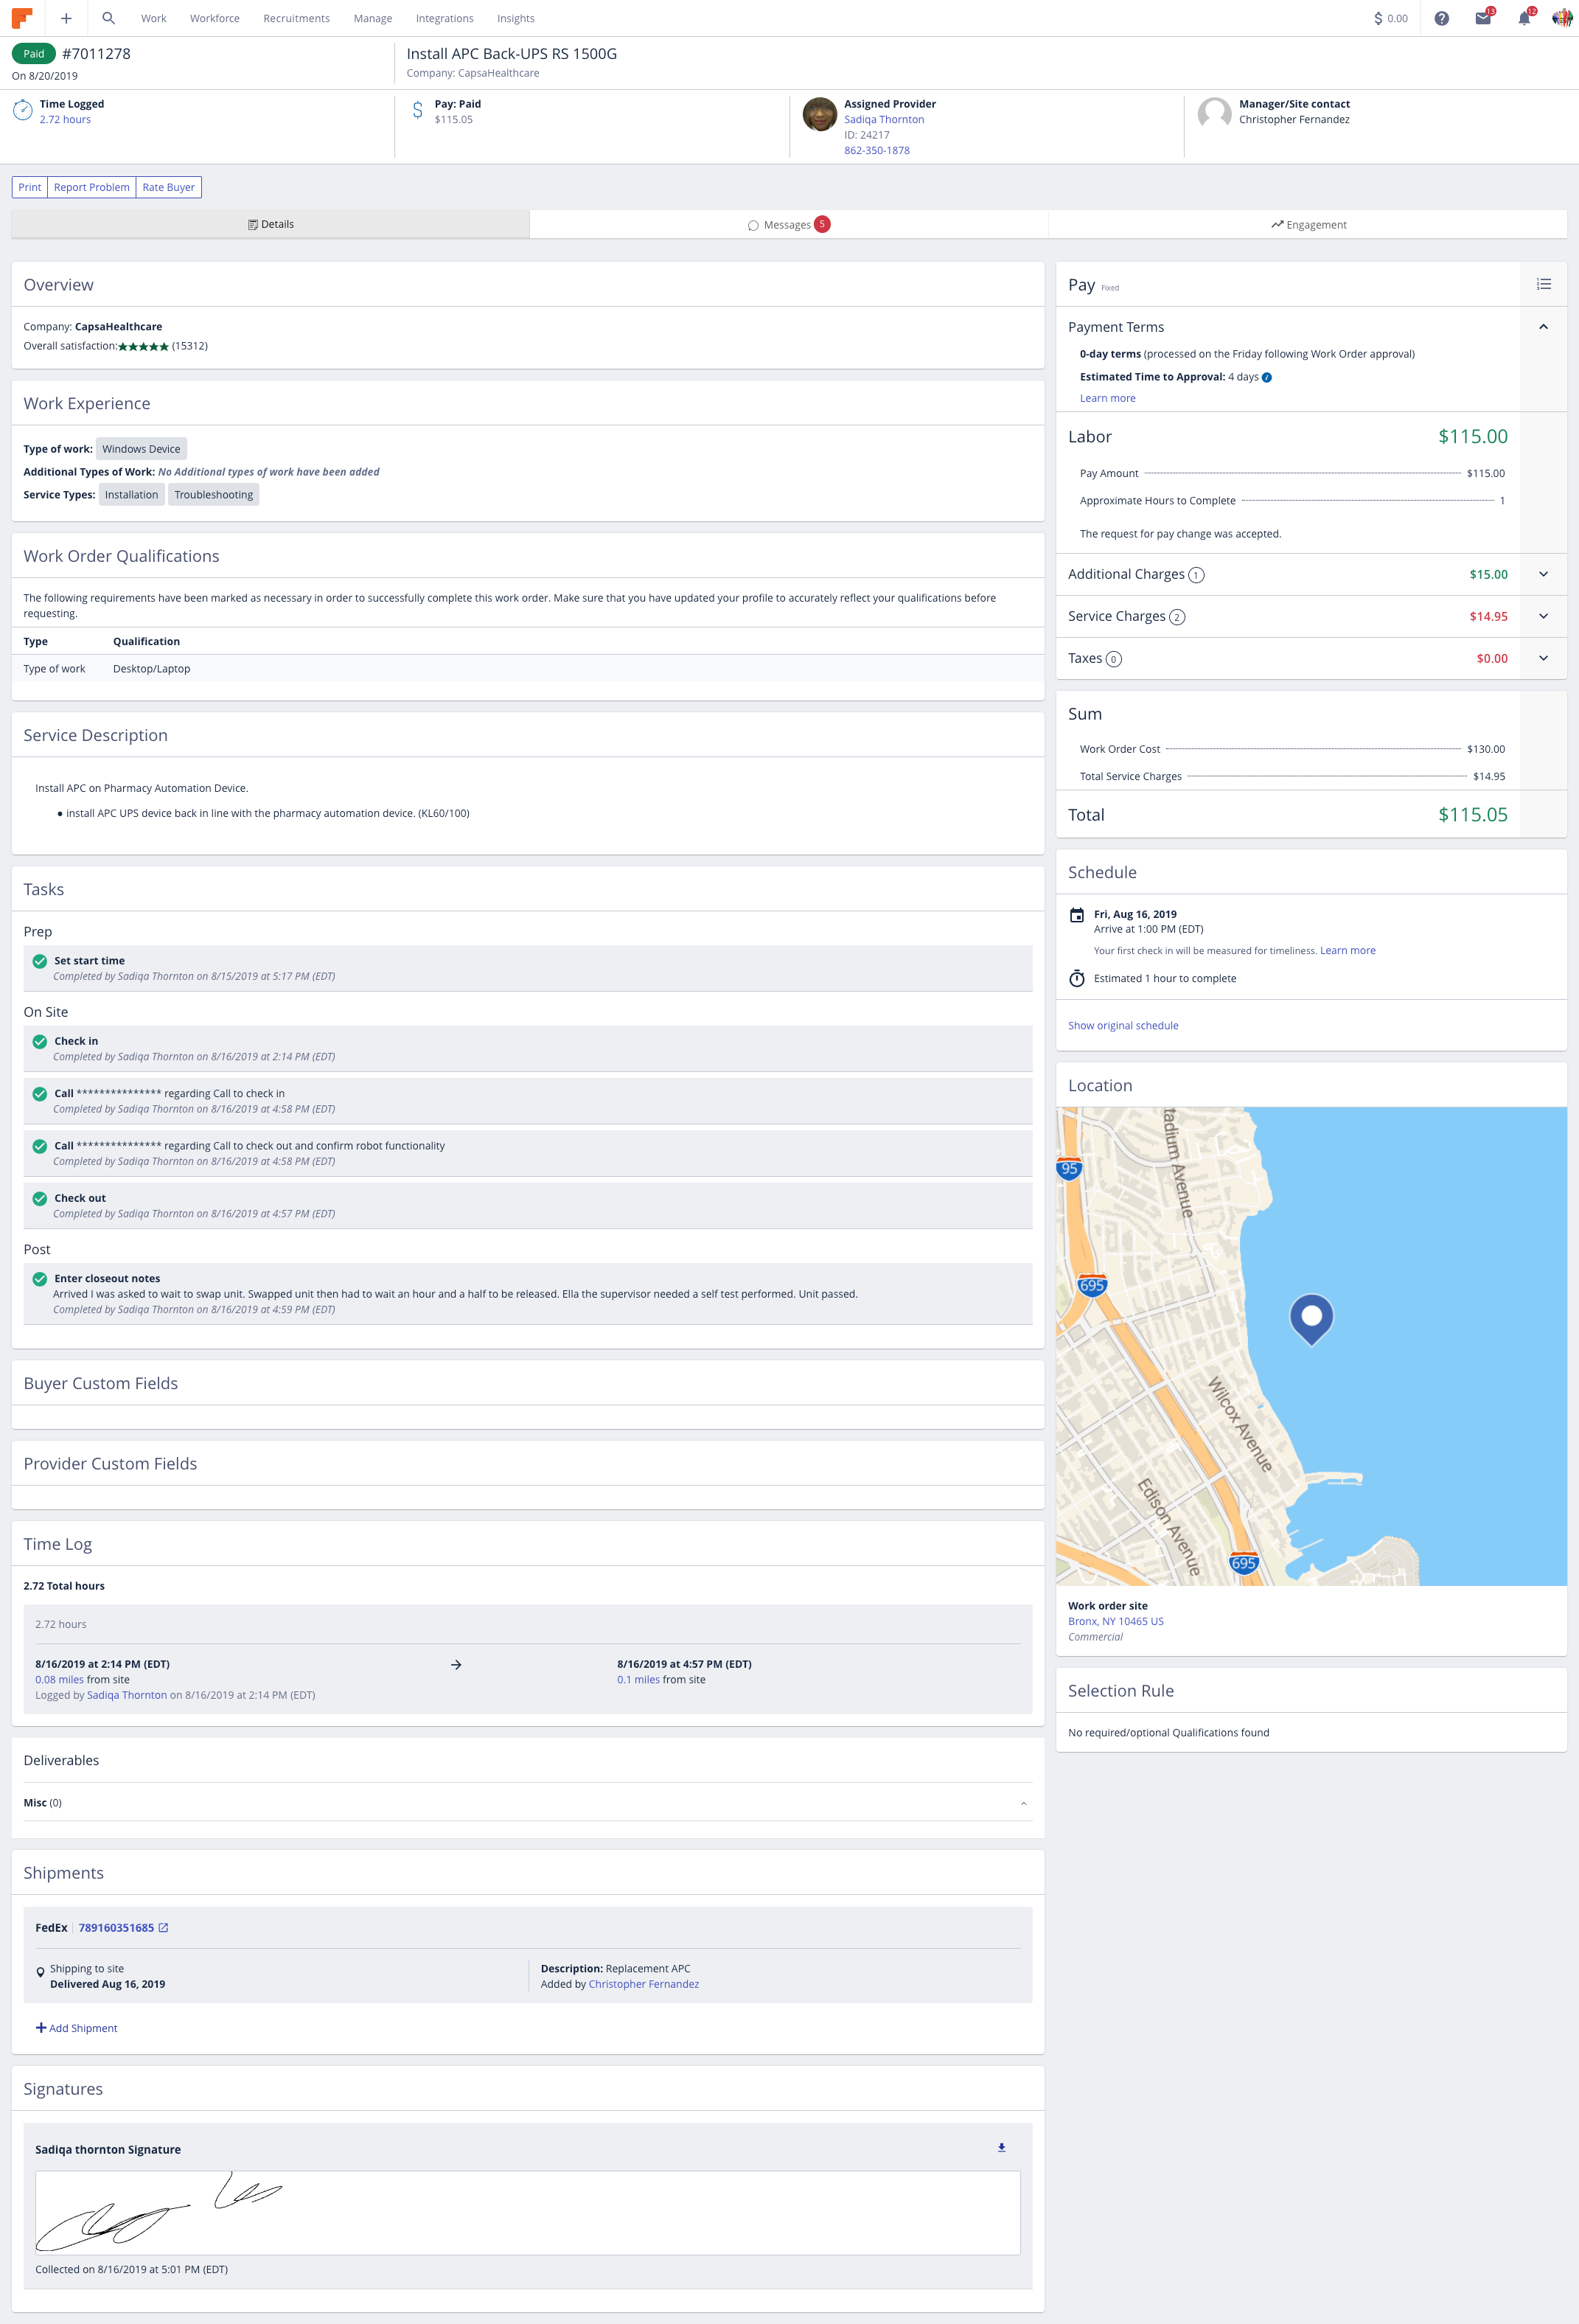 Work Workforce Recruitments Manage Integrations Insights $ 0.00 13 12
Paid #7011278
On 8/20/2019
Install APC Back-UPS RS 1500G
Company: CapsaHealthcare
Time Logged
2.72 hours
Pay: Paid
$115.05
Assigned Provider
Sadiqa Thornton
ID: 24217
862-350-1878
Manager/Site contact
Christopher Fernandez
Print Report Problem Rate Buyer
Details Messages 5 Engagement
Overview
Company: CapsaHealthcare
Overall satisfaction:★★★★★ (15312)
Work Experience
Type of work: Windows Device
Additional Types of Work: No Additional types of work have been added
Service Types: Installation Troubleshooting
Work Order Qualifications
The following requirements have been marked as necessary in order to successfully complete this work order. Make sure that you have updated your profile to accurately reflect your qualifications before
requesting.
Type Qualification
Type of work Desktop/Laptop
Service Description
Install APC on Pharmacy Automation Device.
• install APC UPS device back in line with the pharmacy automation device. (KL60/100)
Tasks
Prep
Set start time
Completed by Sadiqa Thornton on 8/15/2019 at 5:17 PM (EDT)
On Site
Check in
Completed by Sadiqa Thornton on 8/16/2019 at 2:14 PM (EDT)
Call *************** regarding Call to check in
Completed by Sadiqa Thornton on 8/16/2019 at 4:58 PM (EDT)
Call *************** regarding Call to check out and confirm robot functionality
Completed by Sadiqa Thornton on 8/16/2019 at 4:58 PM (EDT)
Check out
Completed by Sadiqa Thornton on 8/16/2019 at 4:57 PM (EDT)
Post
Enter closeout notes
Arrived I was asked to wait to swap unit. Swapped unit then had to wait an hour and a half to be released. Ella the supervisor needed a self test performed. Unit passed.
Completed by Sadiqa Thornton on 8/16/2019 at 4:59 PM (EDT)
Buyer Custom Fields
Provider Custom Fields
Time Log
2.72 Total hours
2.72 hours
8/16/2019 at 2:14 PM (EDT) → 8/16/2019 at 4:57 PM (EDT)
0.08 miles from site 0.1 miles from site
Logged by Sadiqa Thornton on 8/16/2019 at 2:14 PM (EDT)
Deliverables
Misc (0)
Shipments
FedEx 789160351685
Shipping to site
Delivered Aug 16, 2019
Description: Replacement APC
Added by Christopher Fernandez
+ Add Shipment
Signatures
Sadiqa thornton Signature
Collected on 8/16/2019 at 5:01 PM (EDT)
Pay Fixed
Payment Terms
0-day terms (processed on the Friday following Work Order approval)
Estimated Time to Approval: 4 days
Learn more
Labor $115.00
Pay Amount $115.00
Approximate Hours to Complete 1
The request for pay change was accepted.
Additional Charges 1 $15.00
Service Charges 2 $14.95
Taxes 0 $0.00
Sum
Work Order Cost $130.00
Total Service Charges $14.95
Total $115.05
Schedule
Fri, Aug 16, 2019
Arrive at 1:00 PM (EDT)
Your first check in will be measured for timeliness. Learn more
Estimated 1 hour to complete
Show original schedule
Location
tadium Avenue
95
695
Wilcox Avenue
Edison Avenue
695
Work order site
Bronx, NY 10465 US
Commercial
Selection Rule
No required/optional Qualifications found